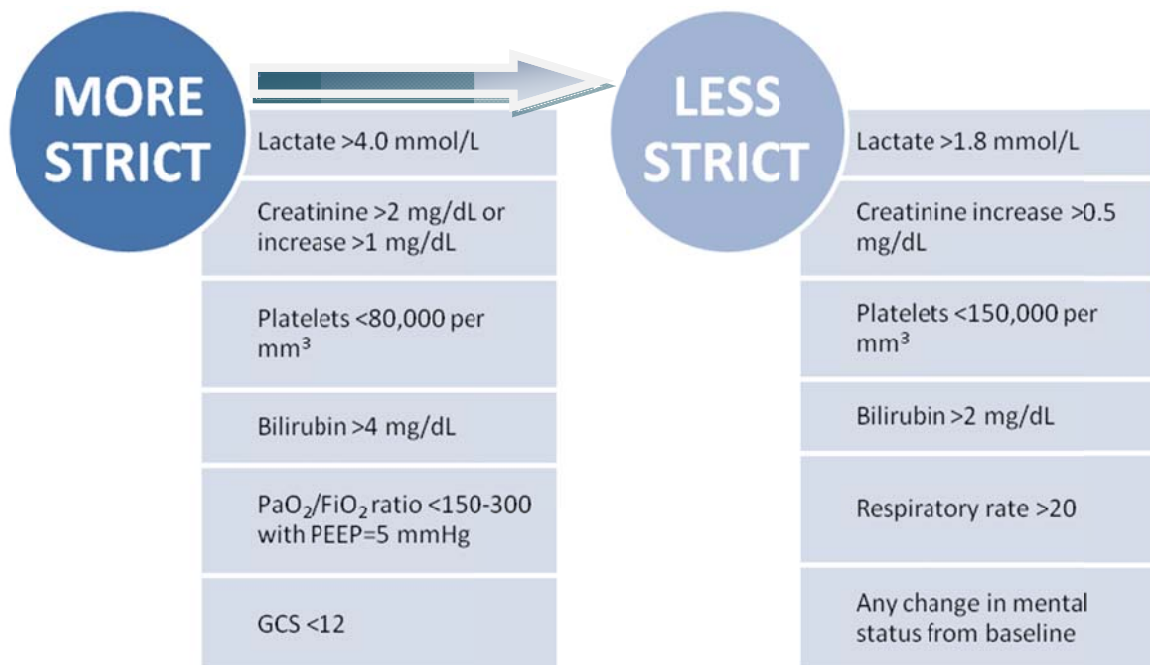 MORE
STRICT
Lactate >4.0 mmol/L
Creatinine >2 mg/dL or
increase >1 mg/dL
Platelets <80,000 per
mm³
Bilirubin >4 mg/dL
PaO₂/FiO₂ ratio <150-300
with PEEP=5 mmHg
GCS <12
LESS
STRICT
Lactate >1.8 mmol/L
Creatinine increase >0.5
mg/dL
Platelets <150,000 per
mm³
Bilirubin >2 mg/dL
Respiratory rate >20
Any change in mental
status from baseline